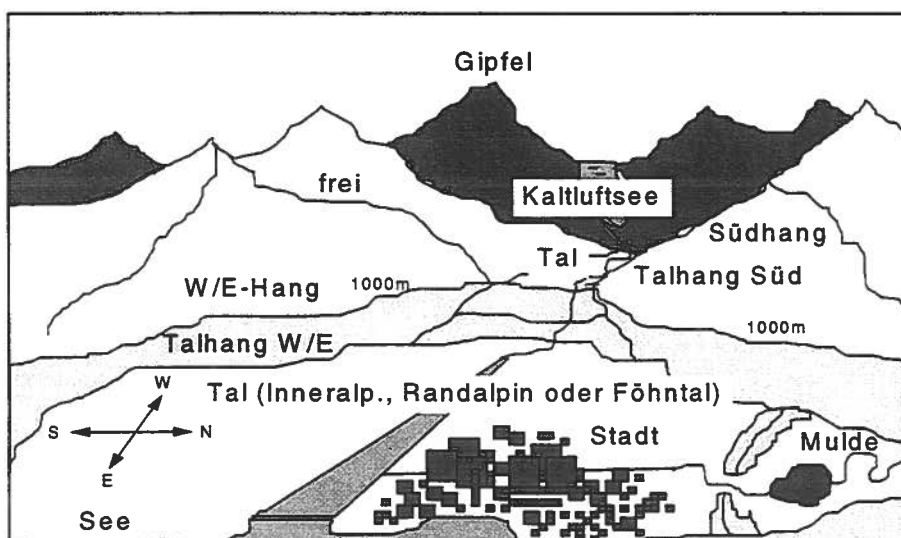 Gipfel
frei
Kaltluftsee
Südhang
Tal
Talhang Süd
W/E-Hang
1000m
1000m
Talhang W/E
Tal (Inneralp., Randalpin oder Föhntal)
W
S
N
E
Stadt
Mulde
See